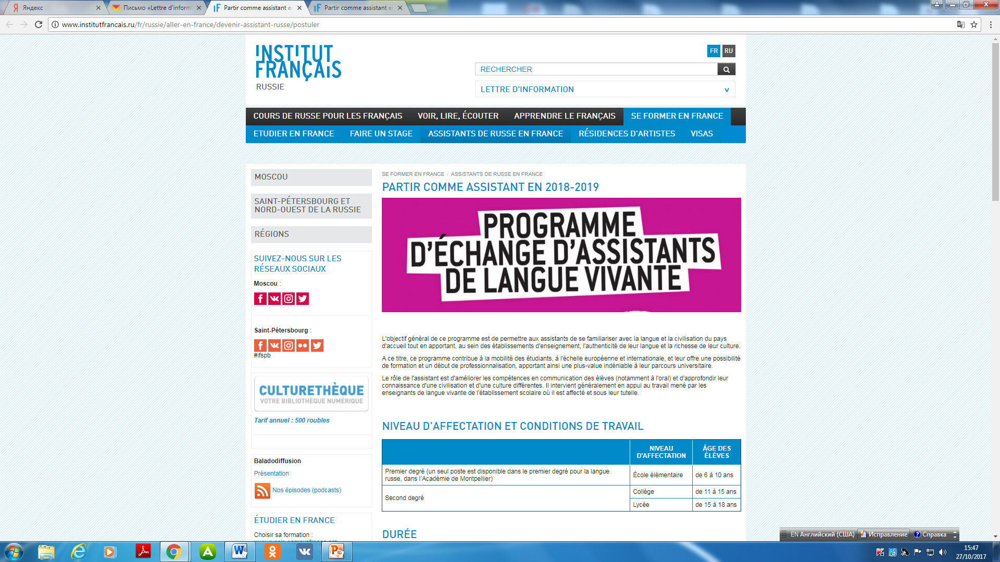 Яндекс
Письмо «Lettre d'inform
Partir comme assistant e
Partir comme assistant e
www.institutfrancais.ru/fr/russie/aller-en-france/devenir-assistant-russe/postuler
INSTITUT
FRANÇAIS
RUSSIE
FR RU
RECHERCHER
LETTRE D'INFORMATION
COURS DE RUSSE POUR LES FRANÇAIS VOIR, LIRE, ÉCOUTER APPRENDRE LE FRANÇAIS SE FORMER EN FRANCE
ETUDIER EN FRANCE FAIRE UN STAGE ASSISTANTS DE RUSSE EN FRANCE RÉSIDENCES D'ARTISTES VISAS
MOSCOU
SAINT-PÉTERSBOURG ET
NORD-OUEST DE LA RUSSIE
RÉGIONS
SUIVEZ-NOUS SUR LES
RÉSEAUX SOCIAUX
Moscou :
Saint-Pétersbourg :
#ifspb
CULTURETHÈQUE
VOTRE BIBLIOTHÈQUE NUMÉRIQUE
Tarif annuel : 500 roubles
Baladodiffusion
Présentation
Nos épisodes (podcasts)
ÉTUDIER EN FRANCE
Choisir sa formation :
SE FORMER EN FRANCE / ASSISTANTS DE RUSSE EN FRANCE
PARTIR COMME ASSISTANT EN 2018-2019
PROGRAMME
D'ÉCHANGE D'ASSISTANTS
DE LANGUE VIVANTE
L'objectif général de ce programme est de permettre aux assistants de se familiariser avec la langue et la civilisation du pays
d'accueil tout en apportant, au sein des établissements d'enseignement, l'authenticité de leur langue et la richesse de leur culture.
A ce titre, ce programme contribue à la mobilité des étudiants, à l'échelle européenne et internationale, et leur offre une possibilité
de formation et un début de professionnalisation, apportant ainsi une plus-value indéniable à leur parcours universitaire.
Le rôle de l'assistant est d'améliorer les compétences en communication des élèves (notamment à l'oral) et d'approfondir leur
connaissance d'une civilisation et d'une culture différentes. Il intervient généralement en appui au travail mené par les
enseignants de langue vivante de l'établissement scolaire où il est affecté et sous leur tutelle.
NIVEAU D'AFFECTATION ET CONDITIONS DE TRAVAIL
NIVEAU
D'AFFECTATION
ÂGE DES
ÉLÈVES
Premier degré (un seul poste est disponible dans le premier degré pour la langue
russe, dans l'Académie de Montpellier)
École élémentaire
de 6 à 10 ans
Second degré
Collège
de 11 à 15 ans
Lycée
de 15 à 18 ans
DURÉE
EN Английский (США) Исправление Справка
15:47
27/10/2017